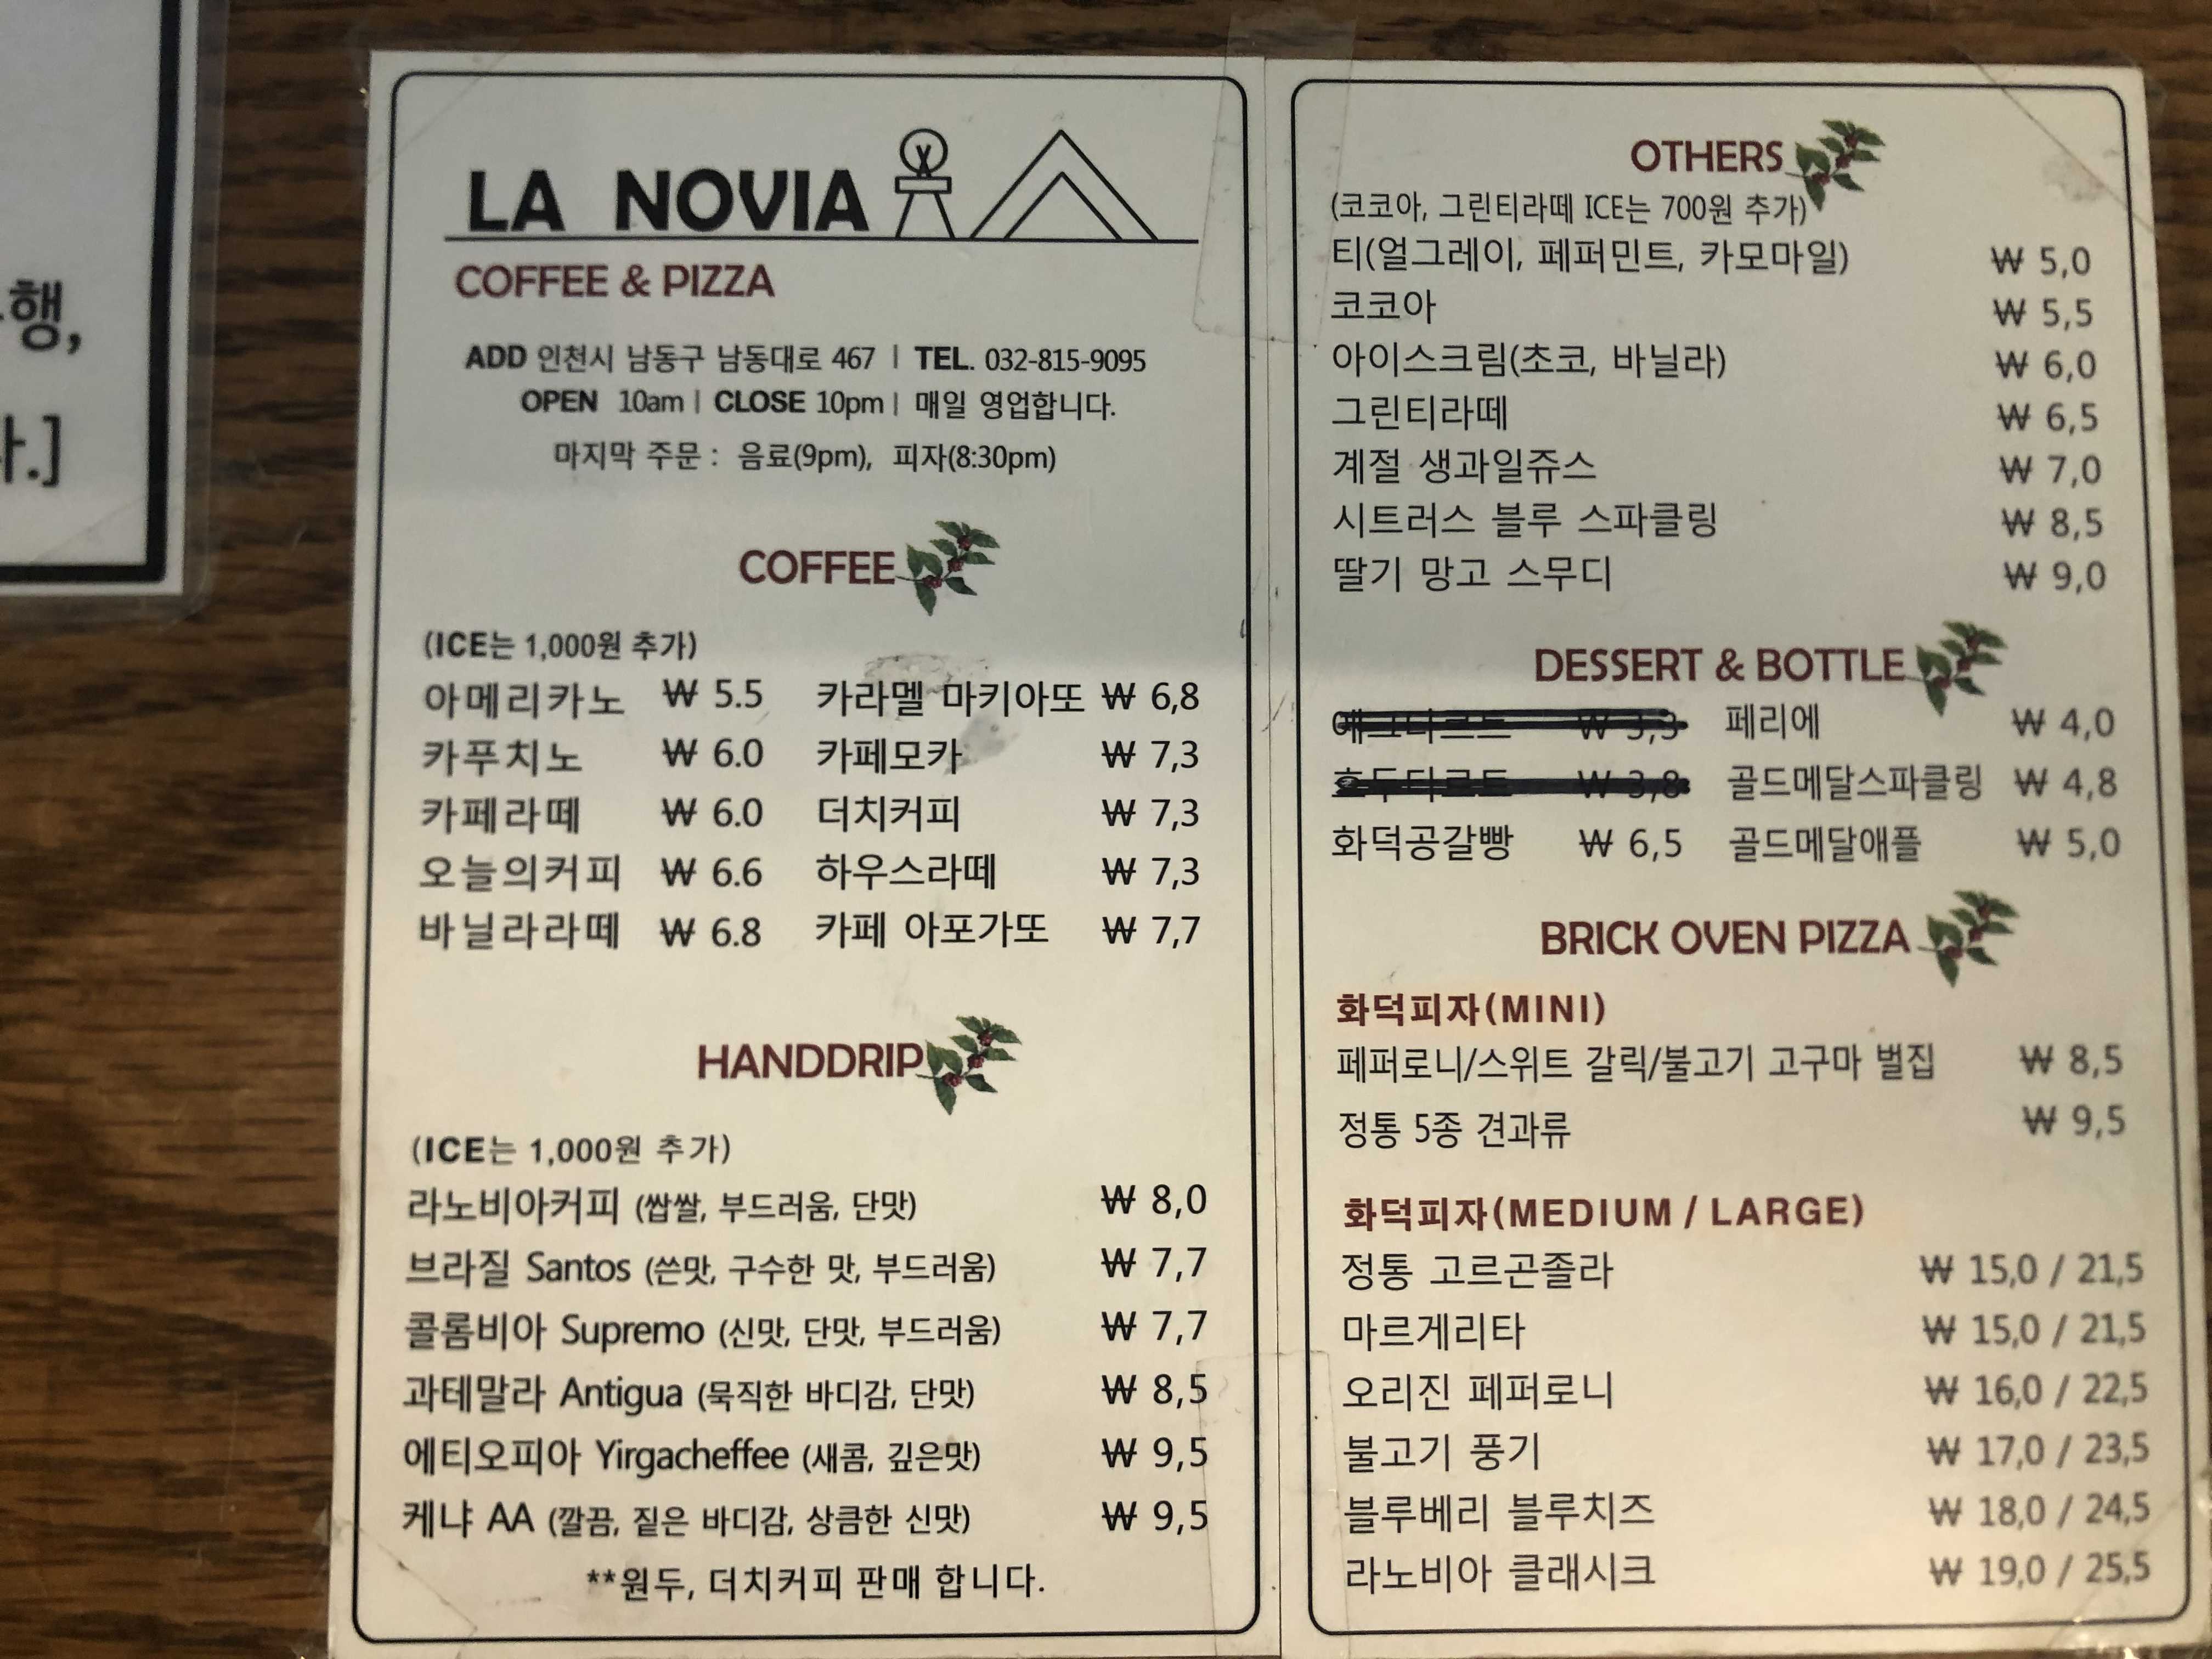 행,
.]
LA NOVIA
COFFEE & PIZZA
ADD 인천시 남동구 남동대로 467 | TEL. 032-815-9095
OPEN 10am | CLOSE 10pm | 매일 영업합니다.
마지막 주문 : 음료(9pm), 피자(8:30pm)
COFFEE
(ICE는 1,000원 추가)
아메리카노 ₩ 5.5 카라멜 마키아또 ₩ 6,8
카푸치노 ₩ 6.0 카페모카 ₩ 7,3
카페라떼 ₩ 6.0 더치커피 ₩ 7,3
오늘의커피 ₩ 6.6 하우스라떼 ₩ 7,3
바닐라라떼 ₩ 6.8 카페 아포가또 ₩ 7,7
HANDDRIP
(ICE는 1,000원 추가)
라노비아커피 (쌉쌀, 부드러움, 단맛) ₩ 8,0
브라질 Santos (쓴맛, 구수한 맛, 부드러움) ₩ 7,7
콜롬비아 Supremo (신맛, 단맛, 부드러움) ₩ 7,7
과테말라 Antigua (묵직한 바디감, 단맛) ₩ 8,5
에티오피아 Yirgacheffee (새콤, 깊은맛) ₩ 9,5
케냐 AA (깔끔, 짙은 바디감, 상큼한 신맛) ₩ 9,5
**원두, 더치커피 판매 합니다.
OTHERS
(코코아, 그린티라떼 ICE는 700원 추가)
티(얼그레이, 페퍼민트, 카모마일) ₩ 5,0
코코아 ₩ 5,5
아이스크림(초코, 바닐라) ₩ 6,0
그린티라떼 ₩ 6,5
계절 생과일쥬스 ₩ 7,0
시트러스 블루 스파클링 ₩ 8,5
딸기 망고 스무디 ₩ 9,0
DESSERT & BOTTLE
페리에 ₩ 4,0
₩ 3,8 골드메달스파클링 ₩ 4,8
화덕공갈빵 ₩ 6,5 골드메달애플 ₩ 5,0
BRICK OVEN PIZZA
화덕피자(MINI)
페퍼로니/스위트 갈릭/불고기 고구마 벌집 ₩ 8,5
정통 5종 견과류 ₩ 9,5
화덕피자(MEDIUM / LARGE)
정통 고르곤졸라 ₩ 15,0 / 21,5
마르게리타 ₩ 15,0 / 21,5
오리진 페퍼로니 ₩ 16,0 / 22,5
불고기 풍기 ₩ 17,0 / 23,5
블루베리 블루치즈 ₩ 18,0 / 24,5
라노비아 클래시크 ₩ 19,0 / 25,5